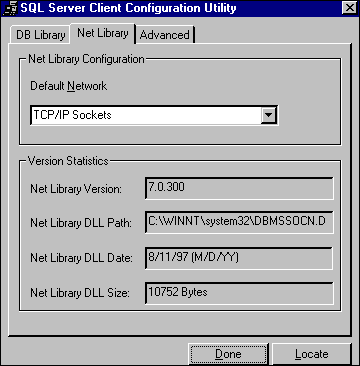 SQL Server Client Configuration Utility
DB Library Net Library Advanced
Net Library Configuration
Default Network
TCP/IP Sockets
Version Statistics
Net Library Version: 7.0.300
Net Library DLL Path: C:\WINNT\system32\DBMSSOCN.D
Net Library DLL Date: 8/11/97 (M/D/YY)
Net Library DLL Size: 10752 Bytes
Done Locate